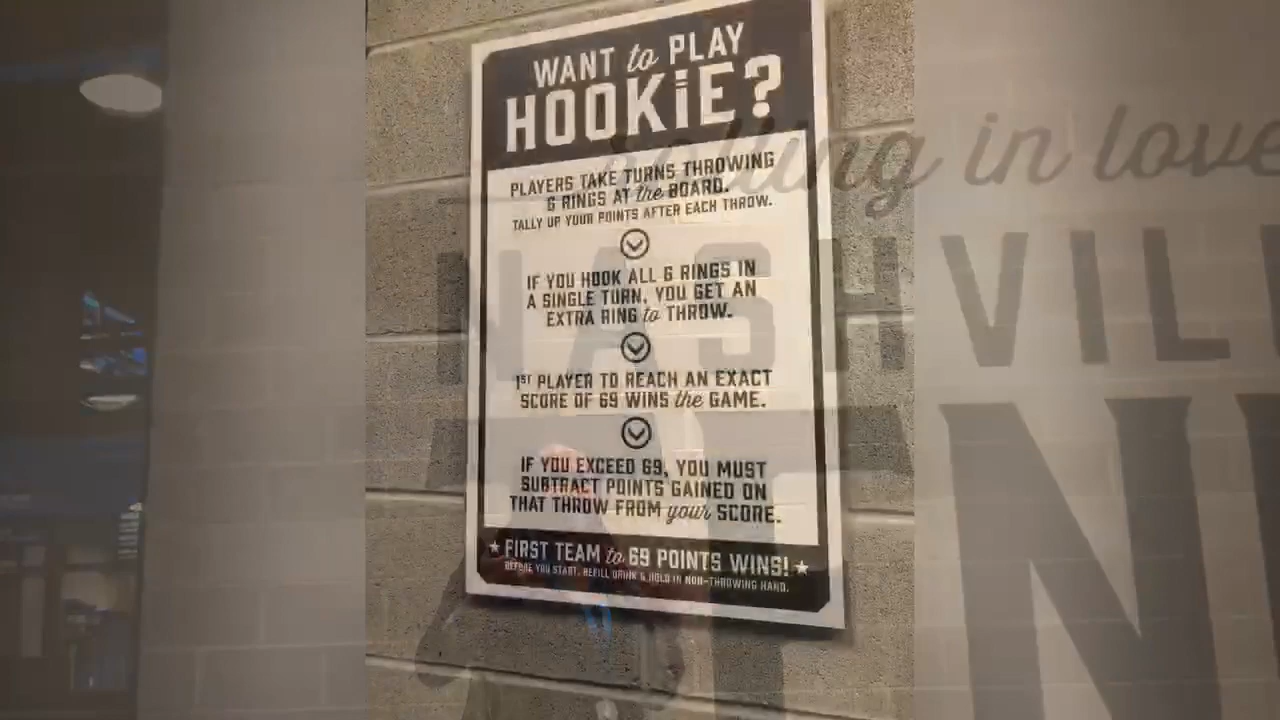 WANT to PLAY
HOOKiE?
PLAYERS TAKE TURNS THROWING
6 RINGS AT the BOARD.
TALLY UP YOUR POINTS AFTER EACH THROW.
IF YOU HOOK ALL 6 RINGS IN
A SINGLE TURN, YOU GET AN
EXTRA RING to THROW.
1ST PLAYER TO REACH AN EXACT
SCORE OF 69 WINS the GAME.
IF YOU EXCEED 69, YOU MUST
SUBTRACT POINTS GAINED ON
THAT THROW FROM your SCORE.
★ FIRST TEAM to 69 POINTS WINS! ★
BEFORE YOU START, REFILL DRINK & HOLD IN NON-THROWING HAND.
in love
NASHVILL